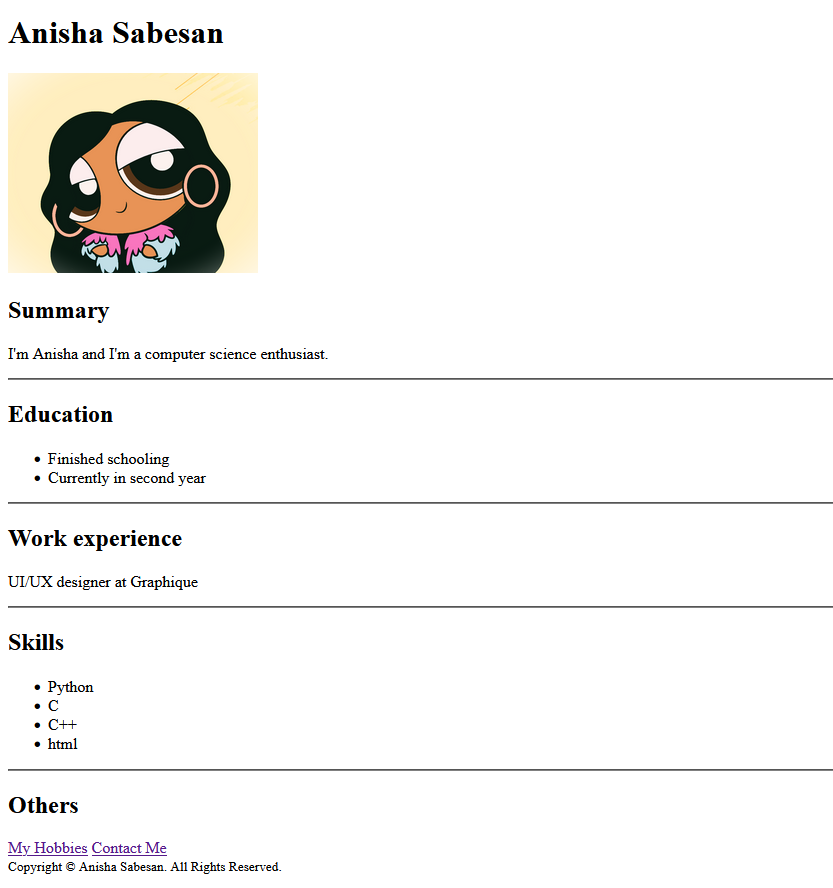 Anisha Sabesan
Summary
I'm Anisha and I'm a computer science enthusiast.
Education
• Finished schooling
• Currently in second year
Work experience
UI/UX designer at Graphique
Skills
• Python
• C
• C++
• html
Others
My Hobbies Contact Me
Copyright © Anisha Sabesan. All Rights Reserved.